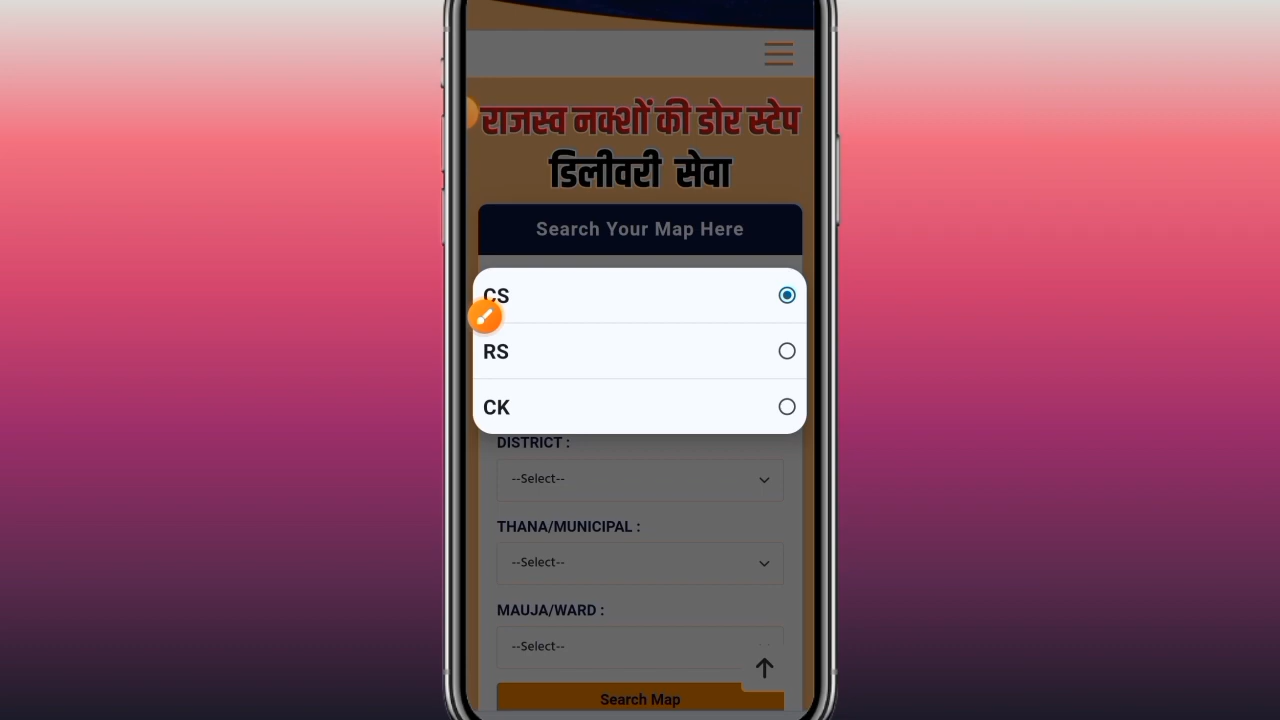 राजस्व नक्शों की डोर स्टेप
डिलीवरी सेवा
Search Your Map Here
CS
RS
CK
DISTRICT :
--Select--
THANA/MUNICIPAL :
--Select--
MAUJA/WARD :
--Select--
Search Map